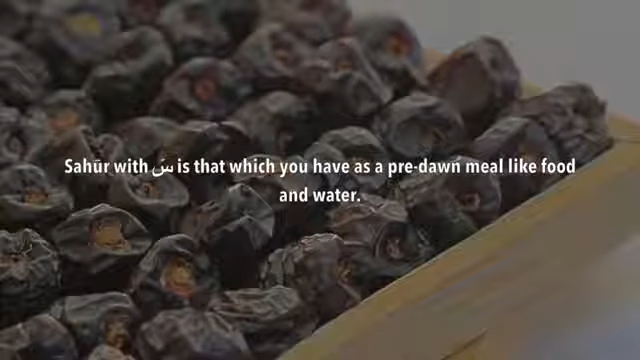 Sahūr with سَ is that which you have as a pre-dawn meal like food
and water.